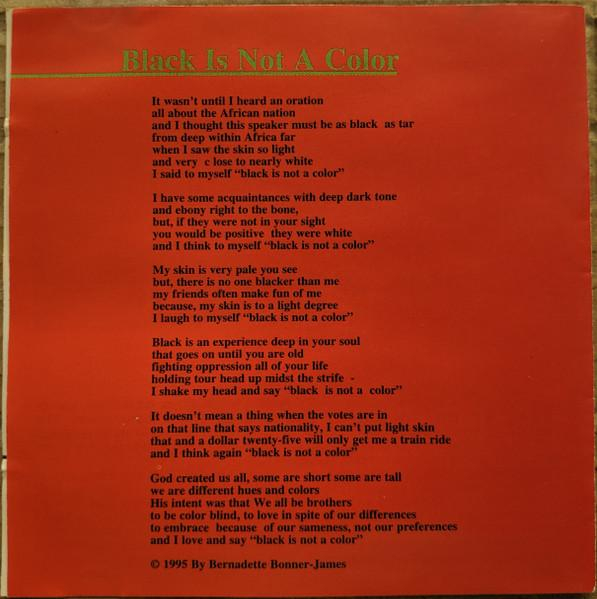 Black Is Not A Color
It wasn't until I heard an oration
all about the African nation
and I thought this speaker must be as black as tar
from deep within Africa far
when I saw the skin so light
and very c lose to nearly white
I said to myself “black is not a color”
I have some acquaintances with deep dark tone
and ebony right to the bone,
but, if they were not in your sight
you would be positive they were white
and I think to myself “black is not a color”
My skin is very pale you see
but, there is no one blacker than me
my friends often make fun of me
because, my skin is to a light degree
I laugh to myself “black is not a color”
Black is an experience deep in your soul
that goes on until you are old
fighting oppression all of your life
holding tour head up midst the strife -
I shake my head and say “black is not a color”
It doesn't mean a thing when the votes are in
on that line that says nationality, I can't put light skin
that and a dollar twenty-five will only get me a train ride
and I think again “black is not a color”
God created us all, some are short some are tall
we are different hues and colors
His intent was that We all be brothers
to be color blind, to love in spite of our differences
to embrace because of our sameness, not our preferences
and I love and say “black is not a color”
© 1995 By Bernadette Bonner-James